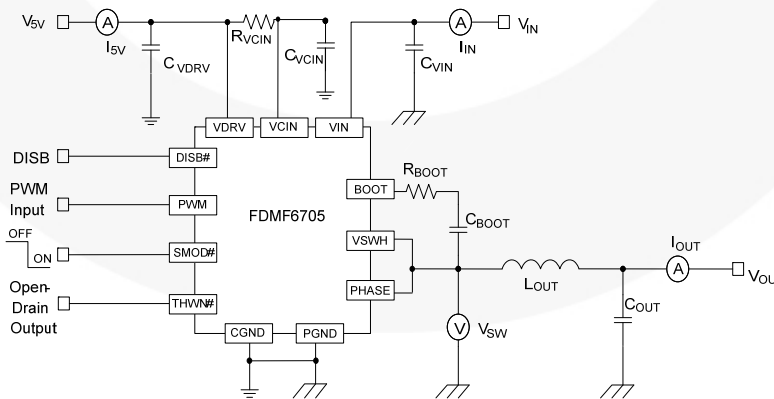 V5V
A
I5V
RVCIN
CVDRV
CVCIN
A
IIN
VIN
CVIN
VDRV
VCIN
VIN
DISB
DISB#
PWM
Input
PWM
OFF
ON
SMOD#
Open-
Drain
Output
THWN#
FDMF6705
BOOT
RBOOT
CBOOT
VSWH
PHASE
CGND
PGND
V
VSW
LOUT
COUT
IOUT
A
VOU